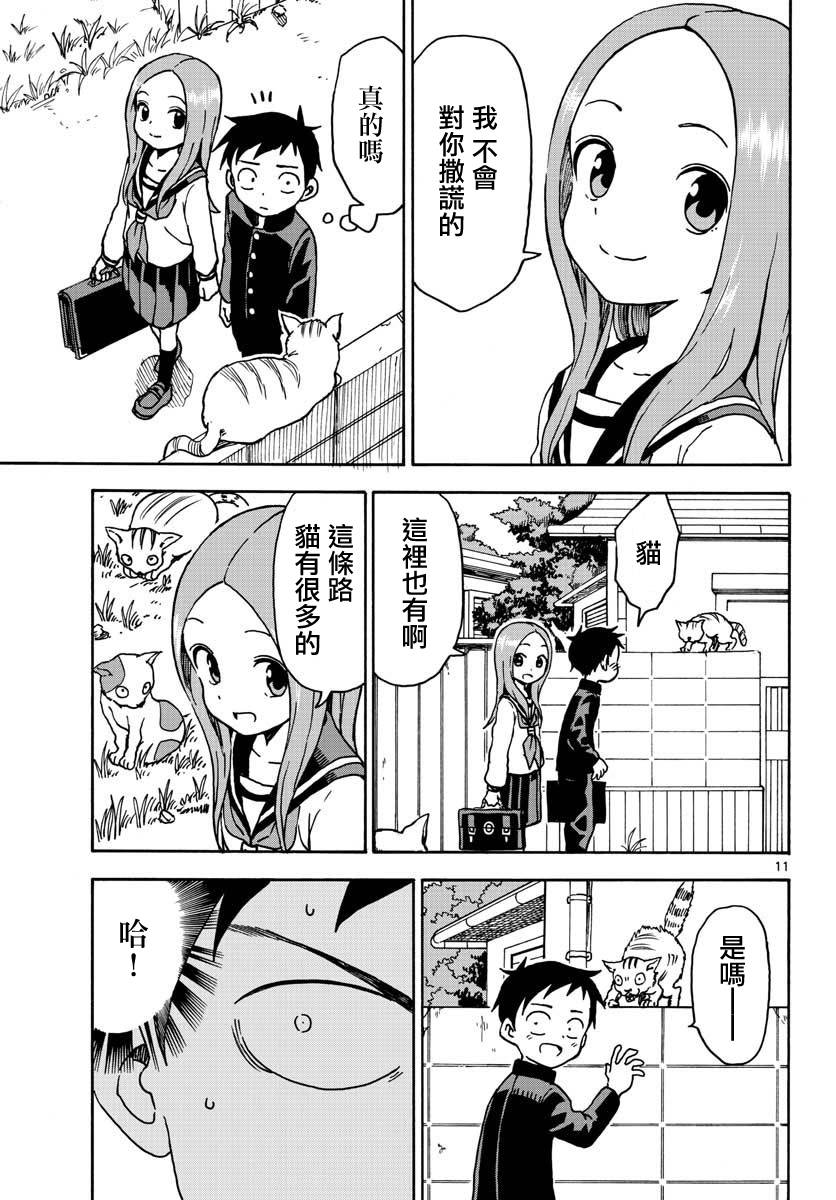 我不會
對你撒謊的
真的嗎
貓
這裡也有啊
這條路
貓有很多的
11
是嗎——
哈！